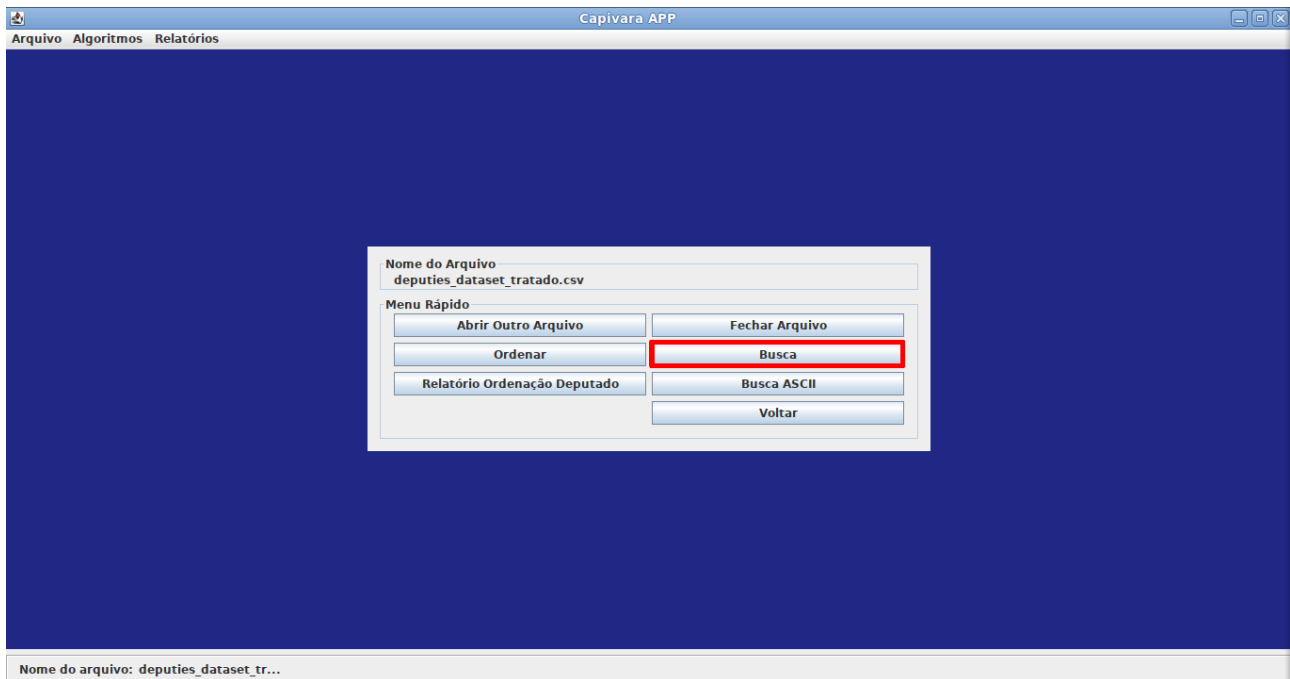 Capivara APP
Arquivo Algoritmos Relatórios
Nome do Arquivo
deputies_dataset_tratado.csv
Menu Rápido
Abrir Outro Arquivo Fechar Arquivo
Ordenar Busca
Relatório Ordenação Deputado Busca ASCII
Voltar
Nome do arquivo: deputies_dataset_tr...